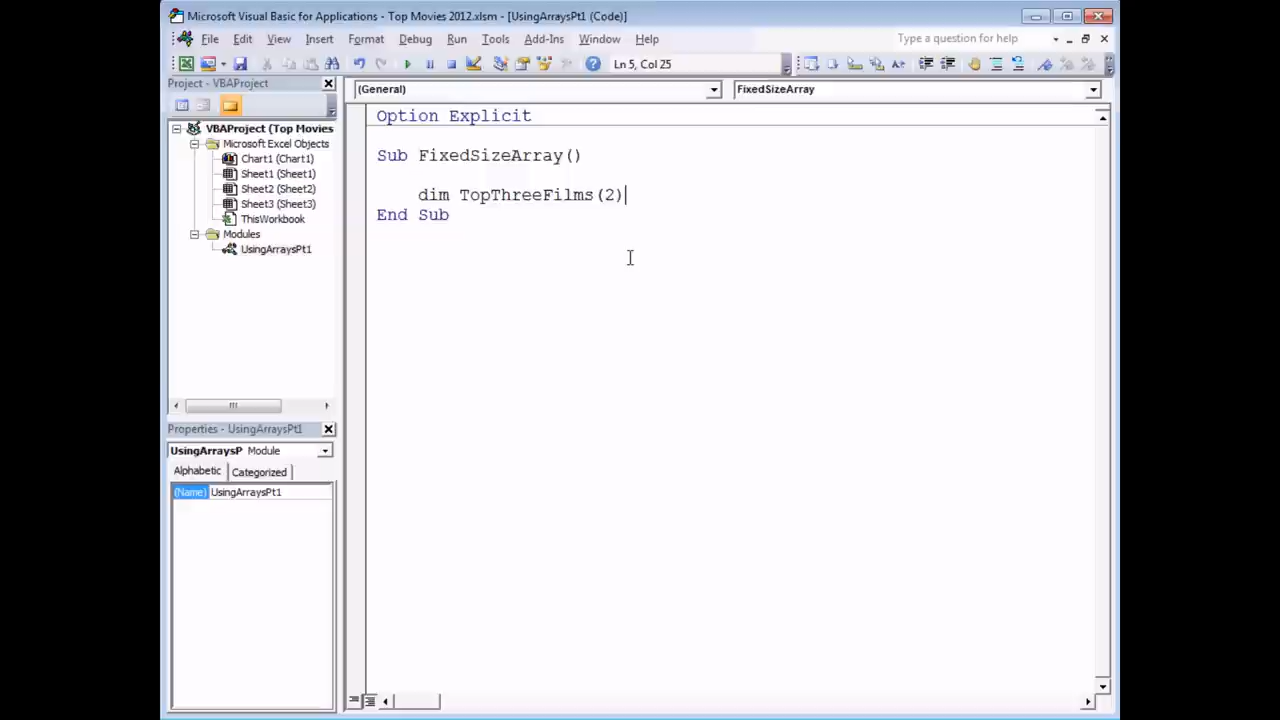 Microsoft Visual Basic for Applications - Top Movies 2012.xlsm - [UsingArraysPt1 (Code)]
File Edit View Insert Format Debug Run Tools Add-Ins Window Help Type a question for help
Ln 5, Col 25
Project - VBAProject
(General) FixedSizeArray
VBAProject (Top Movies
Microsoft Excel Objects
Chart1 (Chart1)
Sheet1 (Sheet1)
Sheet2 (Sheet2)
Sheet3 (Sheet3)
ThisWorkbook
Modules
UsingArraysPt1
Properties - UsingArraysPt1
UsingArraysP Module
Alphabetic Categorized
(Name) UsingArraysPt1
Option Explicit
Sub FixedSizeArray()
dim TopThreeFilms(2)
End Sub